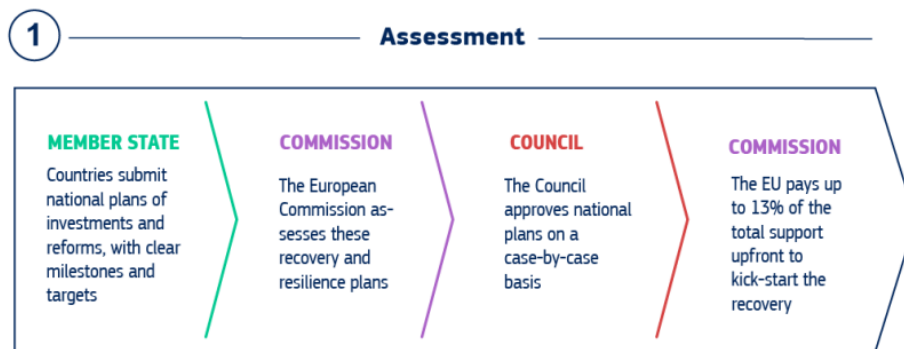 1
Assessment
MEMBER STATE
Countries submit
national plans of
investments and
reforms, with clear
milestones and
targets
COMMISSION
The European
Commission as-
sesses these
recovery and
resilience plans
COUNCIL
The Council
approves national
plans on a
case-by-case
basis
COMMISSION
The EU pays up
to 13% of the
total support
upfront to
kick-start the
recovery